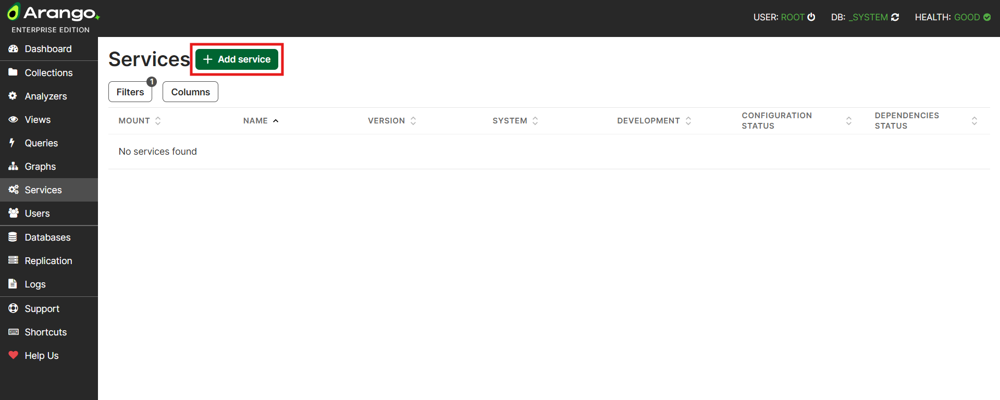 Arango
ENTERPRISE EDITION
USER: ROOT
DB: _SYSTEM
HEALTH: GOOD
Dashboard
Collections
Analyzers
Views
Queries
Graphs
Services
Users
Databases
Replication
Logs
Support
Shortcuts
Help Us
Services
+ Add service
Filters
1
Columns
MOUNT
NAME
VERSION
SYSTEM
DEVELOPMENT
CONFIGURATION
STATUS
DEPENDENCIES
STATUS
No services found